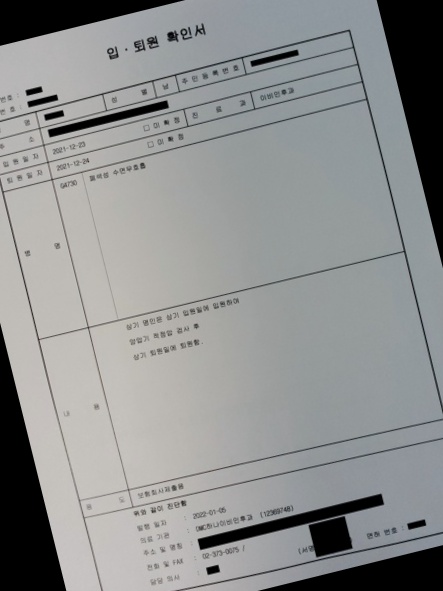 입 · 퇴원 확인서
번호 :
번 호 :
명 성 별 남 주 민 등 록 번 호
주 소
입 원 일 자 2021-12-23 □ 미 확 정 진 료 과 이비인후과
퇴 원 일 자 2021-12-24 □ 미 확 정
병 명 G4730 폐쇄성 수면무호흡
내 용
상기 명인은 상기 입원일에 입원하여
양압기 적정압 검사 후
상기 퇴원일에 퇴원함.
용 도 보험회사제출용
위와 같이 진단함
발행 일자 : 2022-01-05
의료 기관 : DMC하나이비인후과 (12369748)
주소 및 명칭 :
전화 및 FAX : 02-373-0075 /
담당 의사 : (서명 면허 번호 :